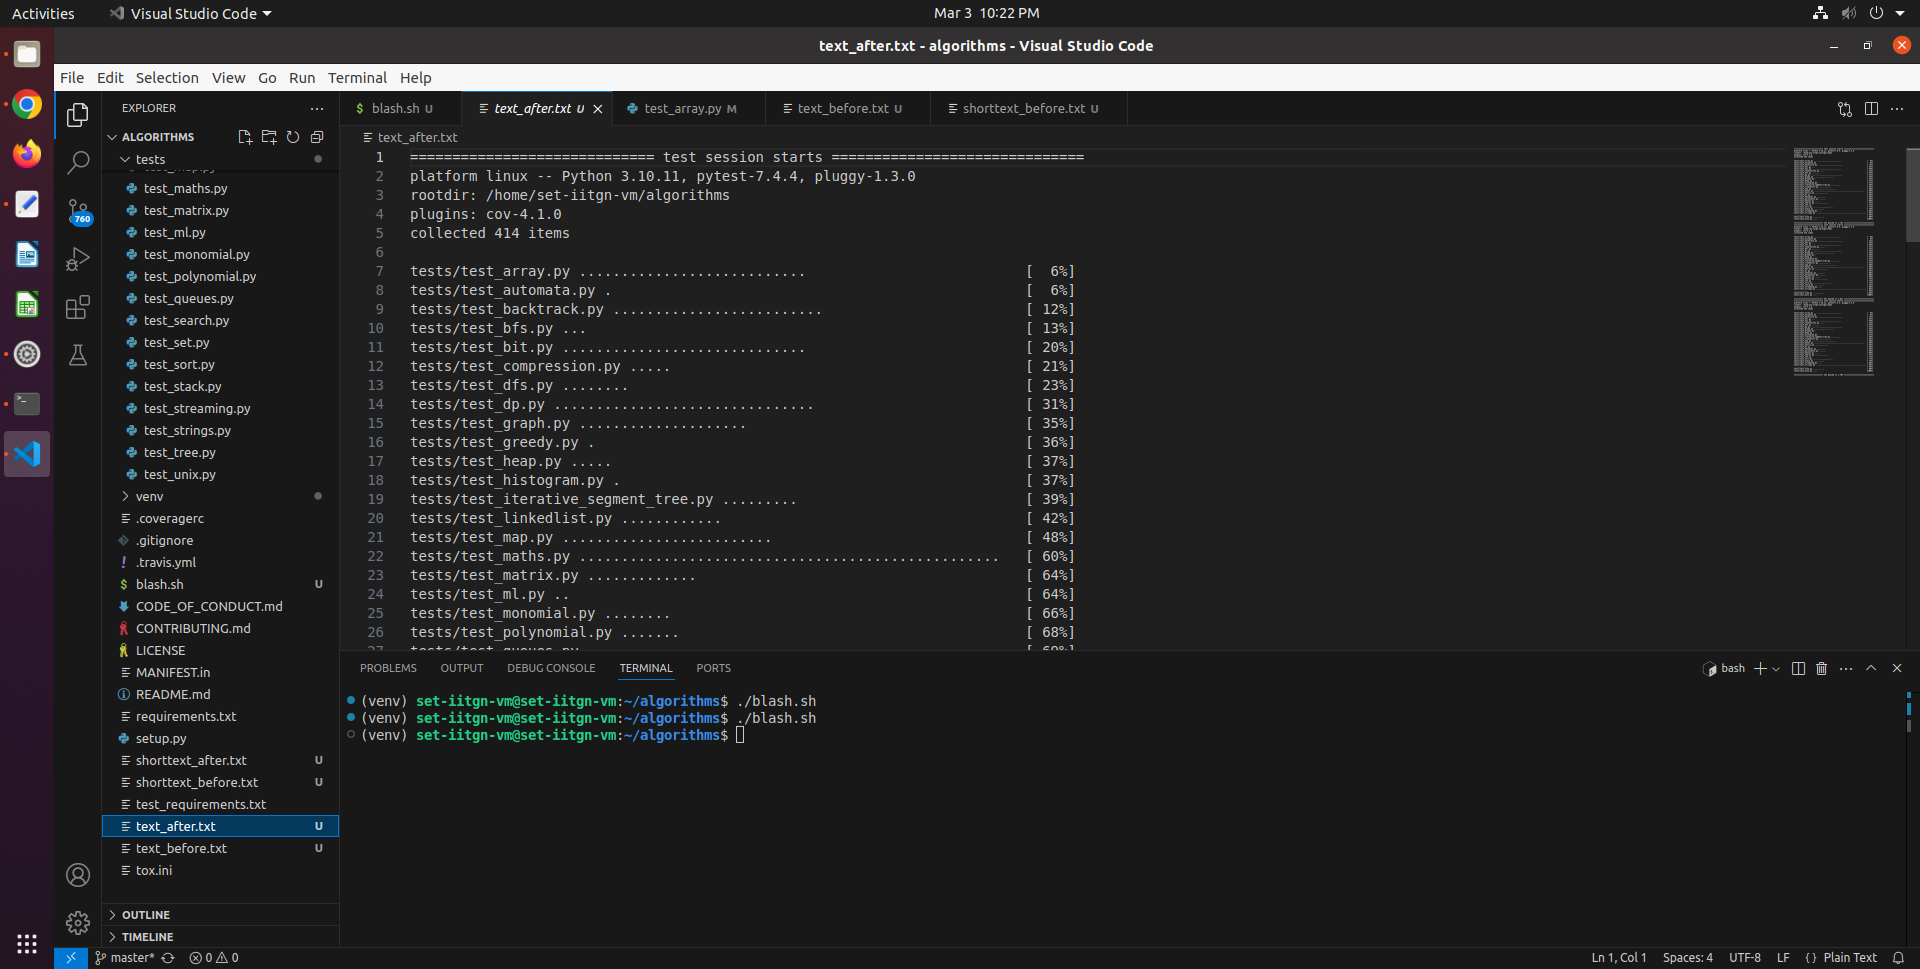 Activities
Visual Studio Code
Mar 3 10:22 PM
text_after.txt - algorithms - Visual Studio Code
File Edit Selection View Go Run Terminal Help
EXPLORER
ALGORITHMS
tests
test_maths.py
test_matrix.py
test_ml.py
test_monomial.py
test_polynomial.py
test_queues.py
test_search.py
test_set.py
test_sort.py
test_stack.py
test_streaming.py
test_strings.py
test_tree.py
test_unix.py
venv
.coveragerc
.gitignore
.travis.yml
blash.sh U
CODE_OF_CONDUCT.md
CONTRIBUTING.md
LICENSE
MANIFEST.in
README.md
requirements.txt
setup.py
shorttext_after.txt U
shorttext_before.txt U
test_requirements.txt
text_after.txt U
text_before.txt U
tox.ini
OUTLINE
TIMELINE
760
blash.sh U
text_after.txt U
test_array.py M
text_before.txt U
shorttext_before.txt U
text_after.txt
1 ============================= test session starts ==============================
2 platform linux -- Python 3.10.11, pytest-7.4.4, pluggy-1.3.0
3 rootdir: /home/set-iitgn-vm/algorithms
4 plugins: cov-4.1.0
5 collected 414 items
6
7 tests/test_array.py ........................... [  6%]
8 tests/test_automata.py . [  6%]
9 tests/test_backtrack.py ......................... [ 12%]
10 tests/test_bfs.py ... [ 13%]
11 tests/test_bit.py ............................. [ 20%]
12 tests/test_compression.py ..... [ 21%]
13 tests/test_dfs.py ........ [ 23%]
14 tests/test_dp.py ............................... [ 31%]
15 tests/test_graph.py .................... [ 35%]
16 tests/test_greedy.py . [ 36%]
17 tests/test_heap.py ..... [ 37%]
18 tests/test_histogram.py . [ 37%]
19 tests/test_iterative_segment_tree.py ......... [ 39%]
20 tests/test_linkedlist.py ............ [ 42%]
21 tests/test_map.py ......................... [ 48%]
22 tests/test_maths.py .................................................. [ 60%]
23 tests/test_matrix.py ............. [ 64%]
24 tests/test_ml.py .. [ 64%]
25 tests/test_monomial.py ........ [ 66%]
26 tests/test_polynomial.py ....... [ 68%]
PROBLEMS OUTPUT DEBUG CONSOLE TERMINAL PORTS
bash
(venv) set-iitgn-vm@set-iitgn-vm:~/algorithms$ ./blash.sh
(venv) set-iitgn-vm@set-iitgn-vm:~/algorithms$ ./blash.sh
(venv) set-iitgn-vm@set-iitgn-vm:~/algorithms$
master* 0 0
Ln 1, Col 1 Spaces: 4 UTF-8 LF {} Plain Text